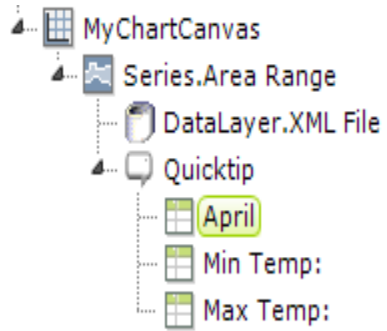 MyChartCanvas
Series.Area Range
DataLayer.XML File
Quicktip
April
Min Temp:
Max Temp: